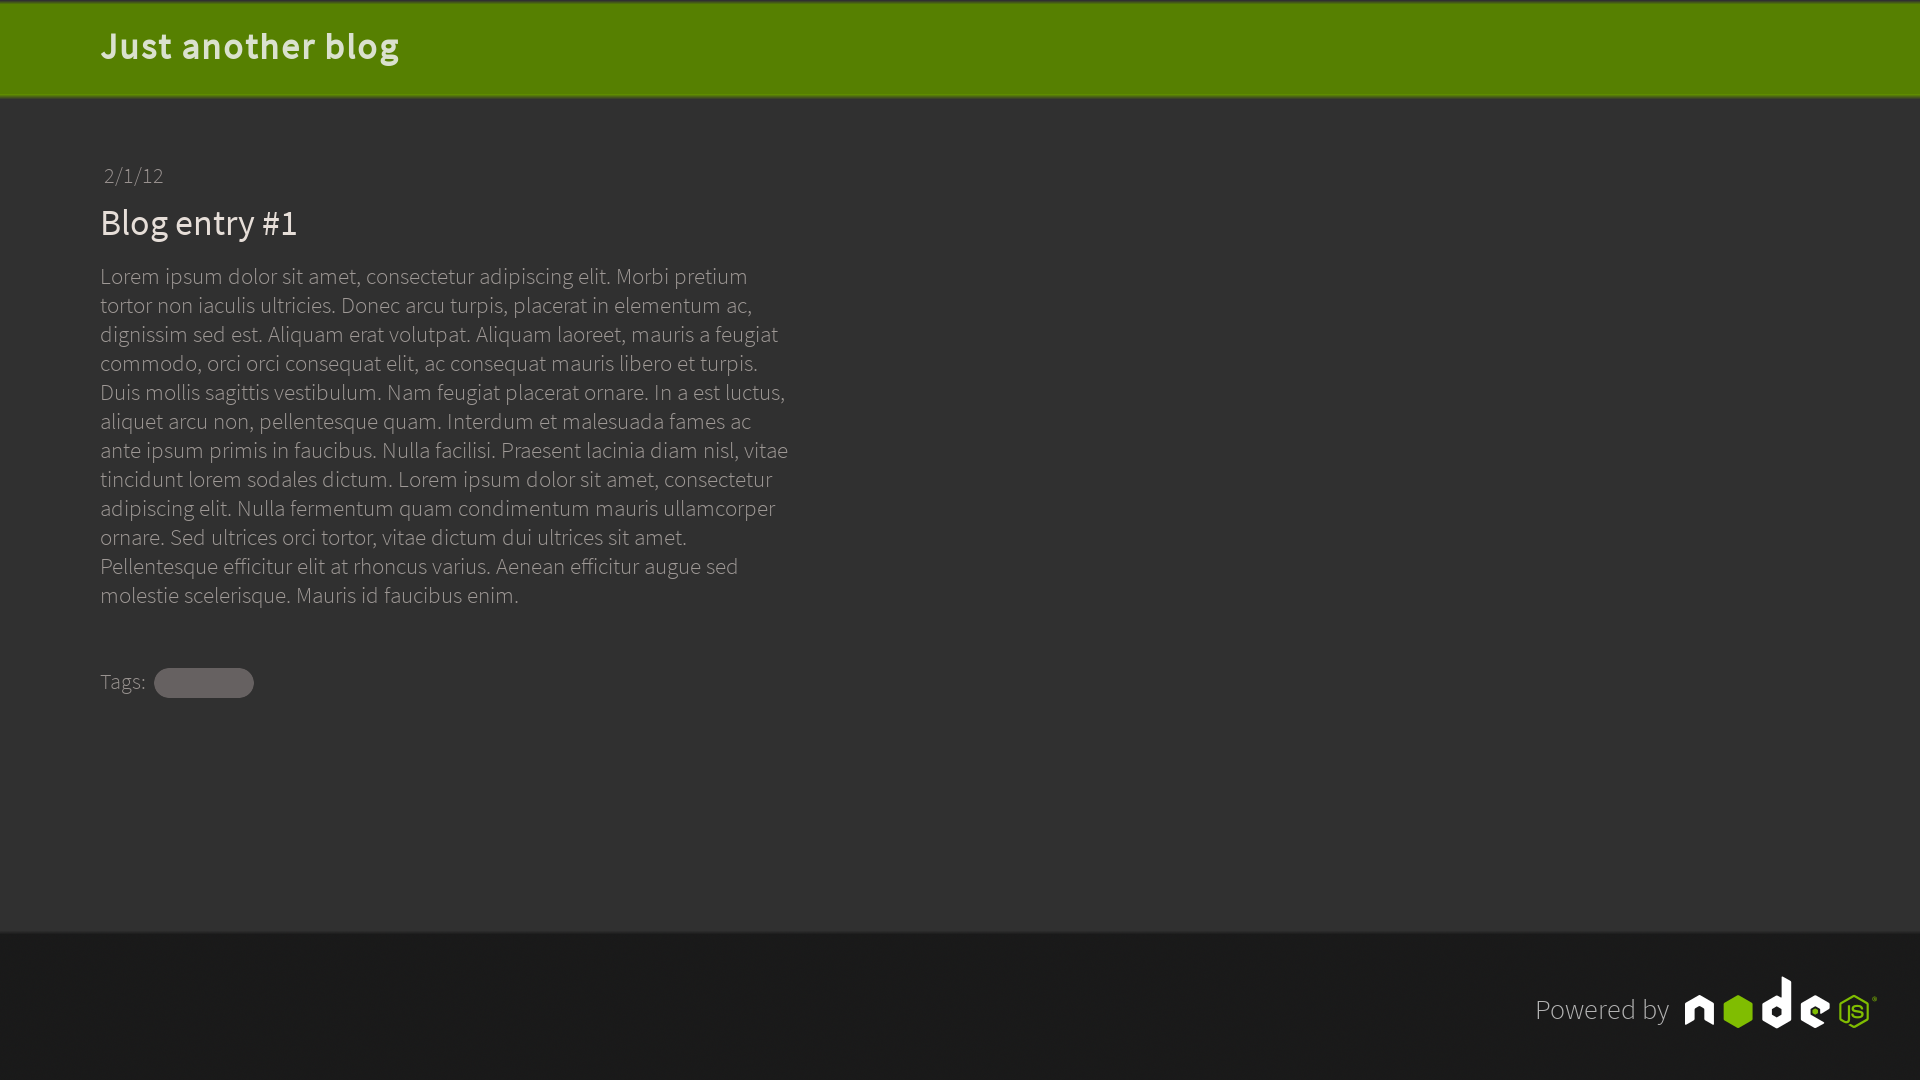 Just another blog
2/1/12
Blog entry #1
Lorem ipsum dolor sit amet, consectetur adipiscing elit. Morbi pretium
tortor non iaculis ultricies. Donec arcu turpis, placerat in elementum ac,
dignissim sed est. Aliquam erat volutpat. Aliquam laoreet, mauris a feugiat
commodo, orci orci consequat elit, ac consequat mauris libero et turpis.
Duis mollis sagittis vestibulum. Nam feugiat placerat ornare. In a est luctus,
aliquet arcu non, pellentesque quam. Interdum et malesuada fames ac
ante ipsum primis in faucibus. Nulla facilisi. Praesent lacinia diam nisl, vitae
tincidunt lorem sodales dictum. Lorem ipsum dolor sit amet, consectetur
adipiscing elit. Nulla fermentum quam condimentum mauris ullamcorper
ornare. Sed ultrices orci tortor, vitae dictum dui ultrices sit amet.
Pellentesque efficitur elit at rhoncus varius. Aenean efficitur augue sed
molestie scelerisque. Mauris id faucibus enim.
Tags:
Powered by node JS®